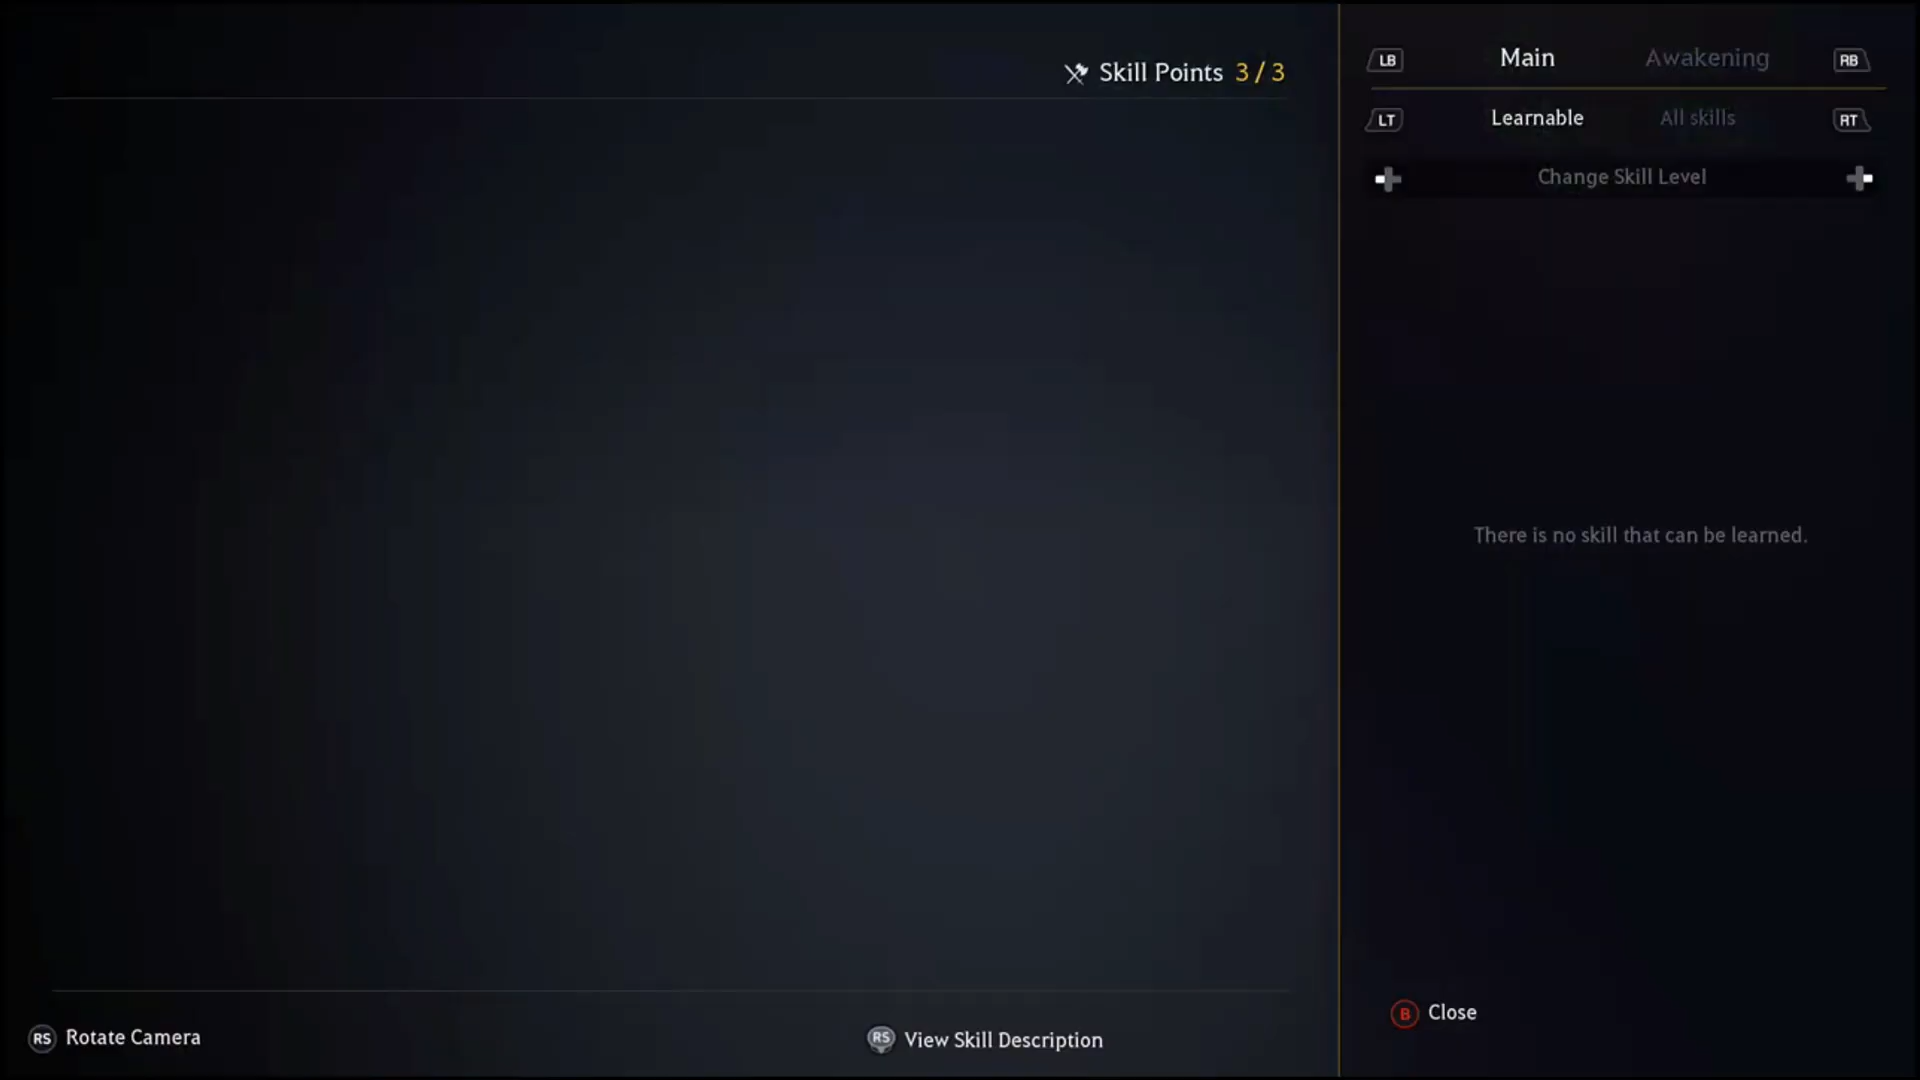 Skill Points 3 / 3
LB Main Awakening RB
LT Learnable All skills RT
Change Skill Level
There is no skill that can be learned.
B Close
RS Rotate Camera
RS View Skill Description